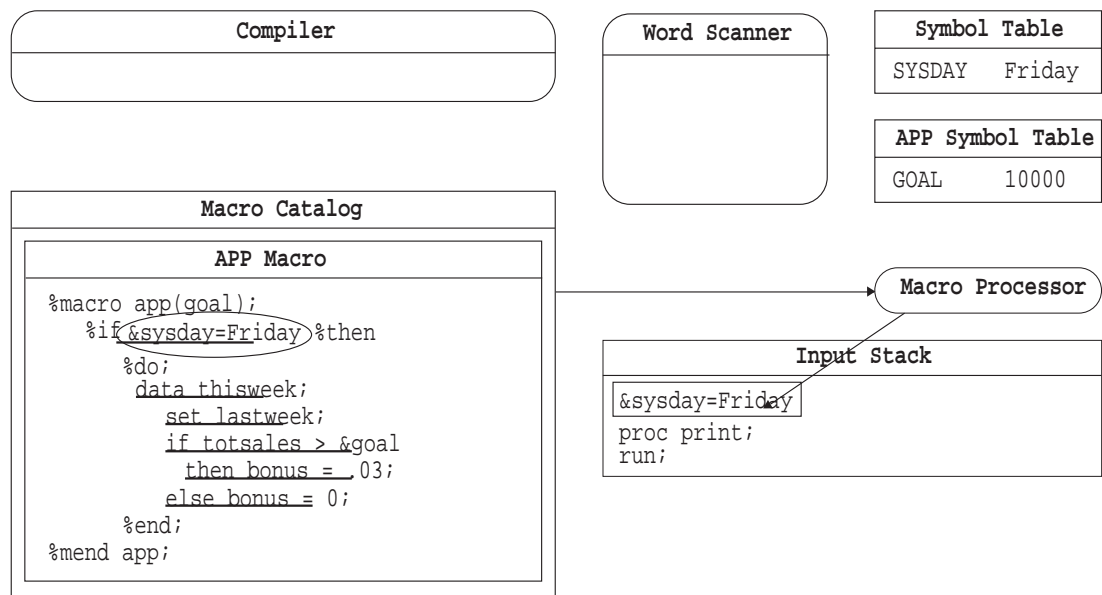 Compiler
Word Scanner
Symbol Table
SYSDAY Friday
APP Symbol Table
GOAL 10000
Macro Catalog
APP Macro
%macro app(goal);
%if &sysday=Friday %then
%do;
data thisweek;
set lastweek;
if totsales > &goal
then bonus = .03;
else bonus = 0;
%end;
%mend app;
Macro Processor
Input Stack
&sysday=Friday
proc print;
run;